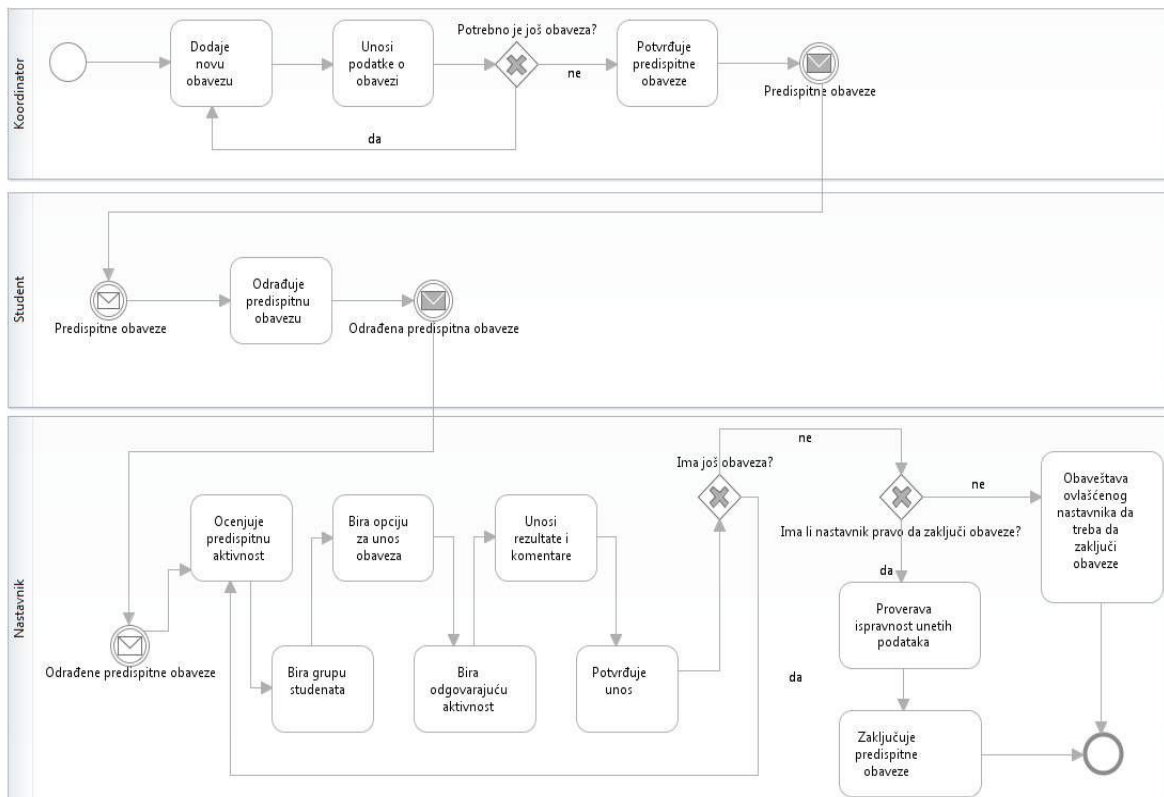 Koordinator
Dodaje
novu
obavezu
Unosi
podatke o
obavezi
Potrebno je još obaveza?
ne
da
Potvrđuje
predispitne
obaveze
Predispitne obaveze
Student
Predispitne obaveze
Odrađuje
predispitnu
obavezu
Odrađena predispitna obaveze
Nastavnik
Odrađene predispitne obaveze
Ocenjuje
predispitnu
aktivnost
Bira grupu
studenata
Bira opciju
za unos
obaveza
Bira
odgovarajuću
aktivnost
Unosi
rezultate i
komentare
Potvrđuje
unos
Ima još obaveza?
ne
da
Ima li nastavnik pravo da zaključi obaveze?
ne
da
Obaveštava
ovlašćenog
nastavnika da
treba da
zaključi
obaveze
Proverava
ispravnost unetih
podataka
Zaključuje
predispitne
obaveze